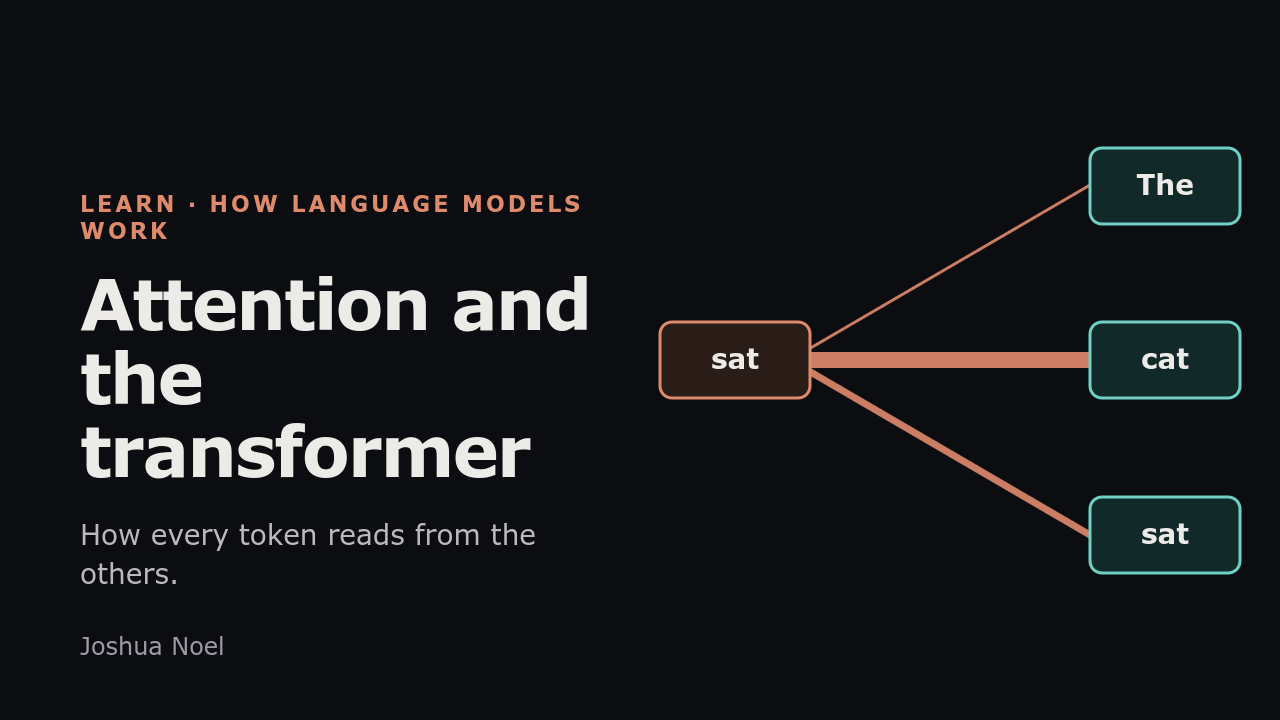 LEARN · HOW LANGUAGE MODELS
WORK
Attention and
the
transformer
How every token reads from the
others.
Joshua Noel
sat
The
cat
sat